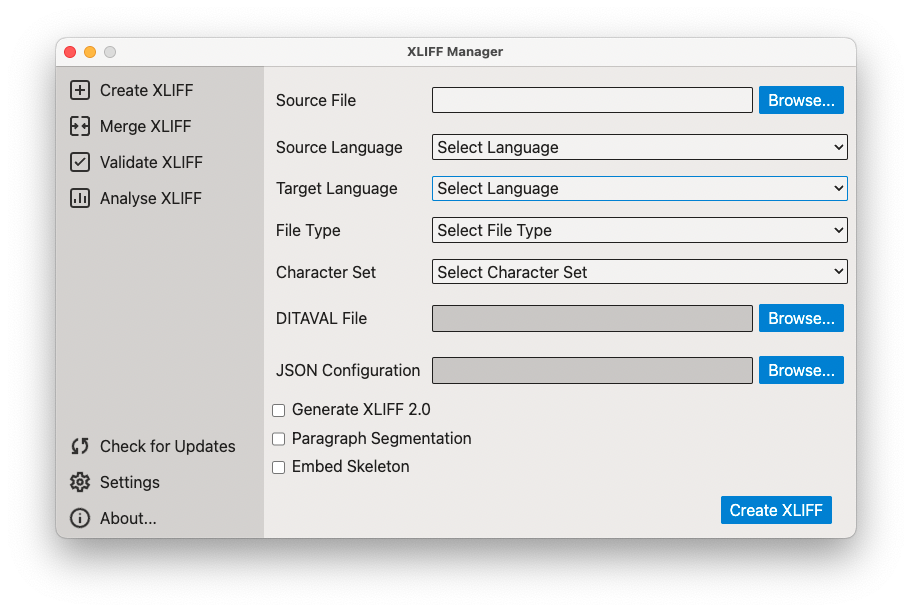 XLIFF Manager
Create XLIFF
Merge XLIFF
Validate XLIFF
Analyse XLIFF
Check for Updates
Settings
About...
Source File
Browse...
Source Language
Select Language
Target Language
Select Language
File Type
Select File Type
Character Set
Select Character Set
DITAVAL File
Browse...
JSON Configuration
Browse...
Generate XLIFF 2.0
Paragraph Segmentation
Embed Skeleton
Create XLIFF